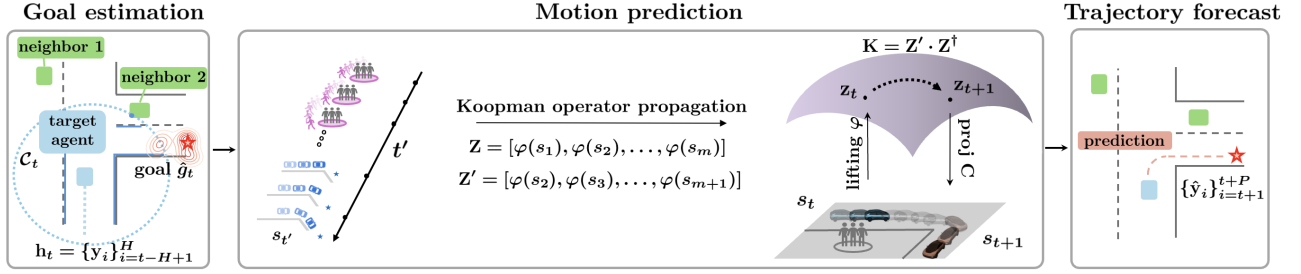 Goal estimation
neighbor 1
neighbor 2
target
agent
𝒞_t
goal ĝ_t
h_t = {y_i}^H_{i=t−H+1}
Motion prediction
t′
s_{t′}
Koopman operator propagation
Z = [φ(s_1), φ(s_2), . . . , φ(s_m)]
Z′ = [φ(s_2), φ(s_3), . . . , φ(s_{m+1})]
K = Z′ · Z^†
z_t
z_{t+1}
lifting φ
proj C
s_t
s_{t+1}
Trajectory forecast
prediction
{ŷ_i}^{t+P}_{i=t+1}